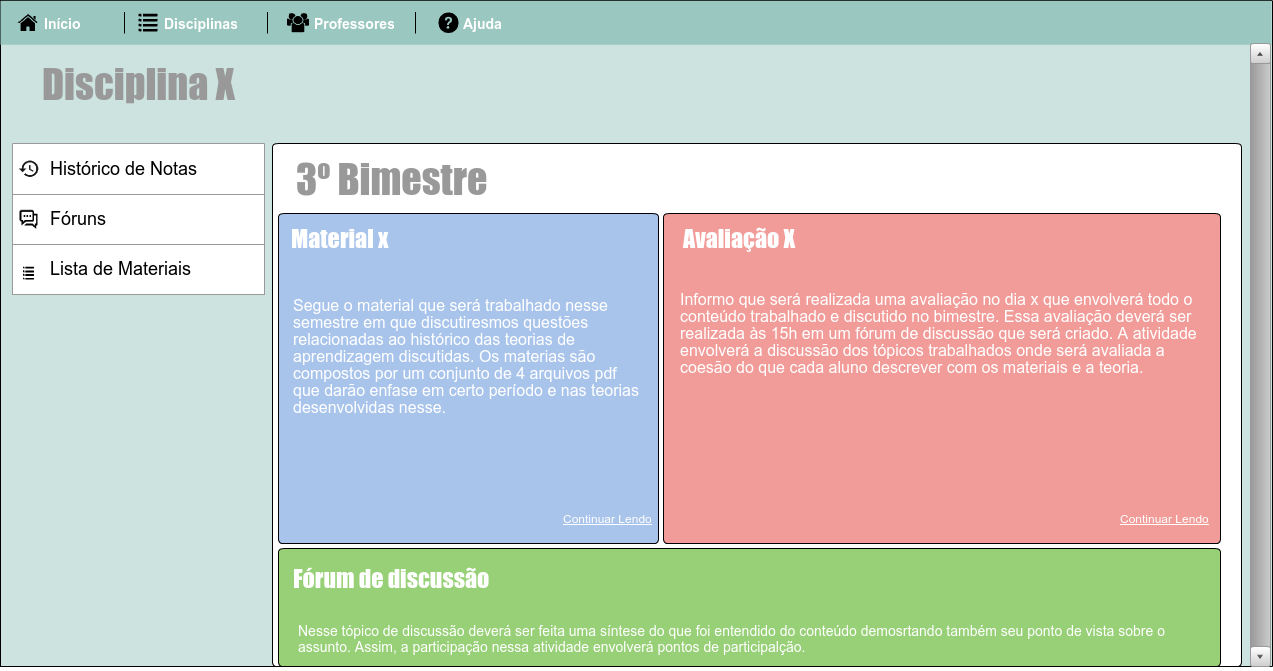 Início
Disciplinas
Professores
Ajuda
Disciplina X
Histórico de Notas
Fóruns
Lista de Materiais
3º Bimestre
Material x
Segue o material que será trabalhado nesse
semestre em que discutiresmos questões
relacionadas ao histórico das teorias de
aprendizagem discutidas. Os materias são
compostos por um conjunto de 4 arquivos pdf
que darão enfase em certo período e nas teorias
desenvolvidas nesse.
Continuar Lendo
Avaliação X
Informo que será realizada uma avaliação no dia x que envolverá todo o
conteúdo trabalhado e discutido no bimestre. Essa avaliação deverá ser
realizada às 15h em um fórum de discussão que será criado. A atividade
envolverá a discussão dos tópicos trabalhados onde será avaliada a
coesão do que cada aluno descrever com os materiais e a teoria.
Continuar Lendo
Fórum de discussão
Nesse tópico de discussão deverá ser feita uma síntese do que foi entendido do conteúdo demosrtando também seu ponto de vista sobre o
assunto. Assim, a participação nessa atividade envolverá pontos de participalção.